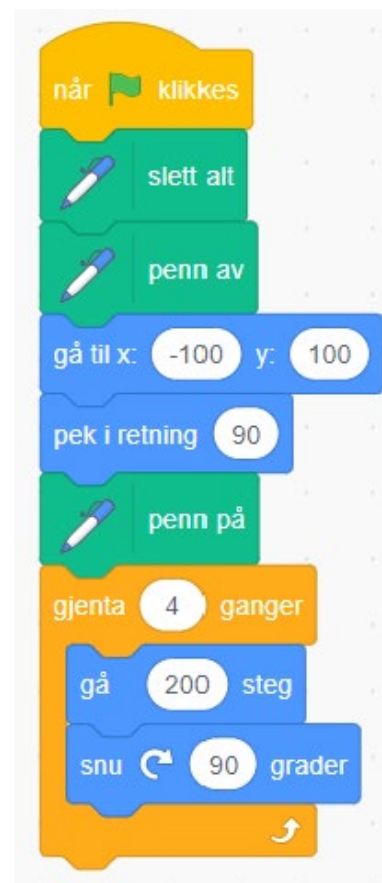 når klikkes
slett alt
penn av
gå til x: -100 y: 100
pek i retning 90
penn på
gjenta 4 ganger
gå 200 steg
snu 90 grader